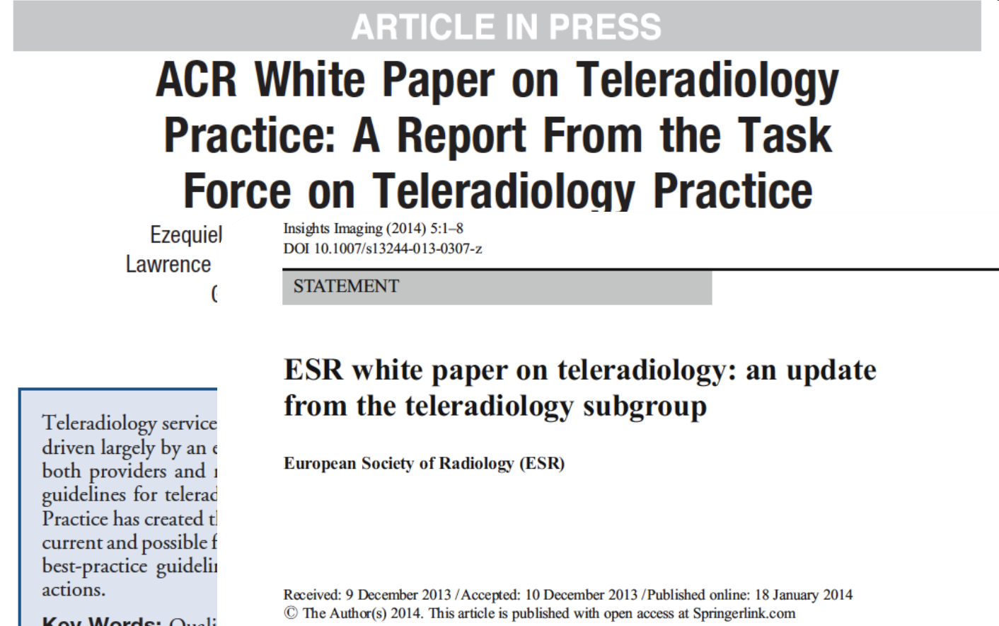 ARTICLE IN PRESS
ACR White Paper on Teleradiology
Practice: A Report From the Task
Force on Teleradiology Practice
Ezequiel
Lawrence
Insights Imaging (2014) 5:1–8
DOI 10.1007/s13244-013-0307-z
STATEMENT
ESR white paper on teleradiology: an update
from the teleradiology subgroup
European Society of Radiology (ESR)
Teleradiology service
driven largely by an
both providers and
guidelines for telerad
Practice has created
current and possible
best-practice guidelin
actions.
Key Words: Quali
Received: 9 December 2013 / Accepted: 10 December 2013 / Published online: 18 January 2014
© The Author(s) 2014. This article is published with open access at Springerlink.com